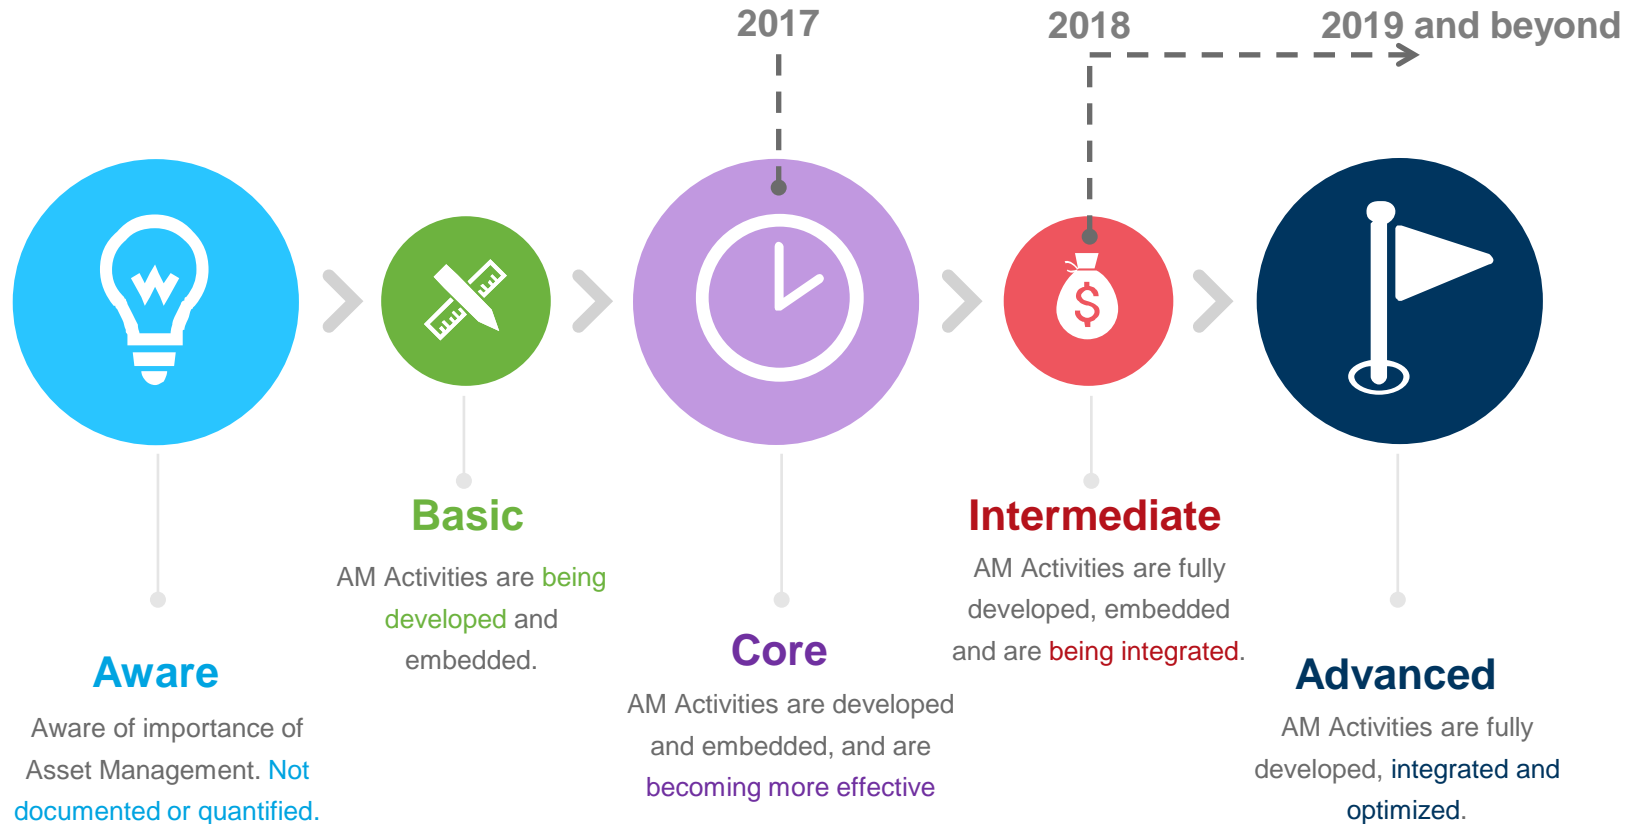 2017
2018
2019 and beyond
$
Aware
Aware of importance of
Asset Management. Not
documented or quantified.
Basic
AM Activities are being
developed and
embedded.
Core
AM Activities are developed
and embedded, and are
becoming more effective
Intermediate
AM Activities are fully
developed, embedded
and are being integrated.
Advanced
AM Activities are fully
developed, integrated and
optimized.